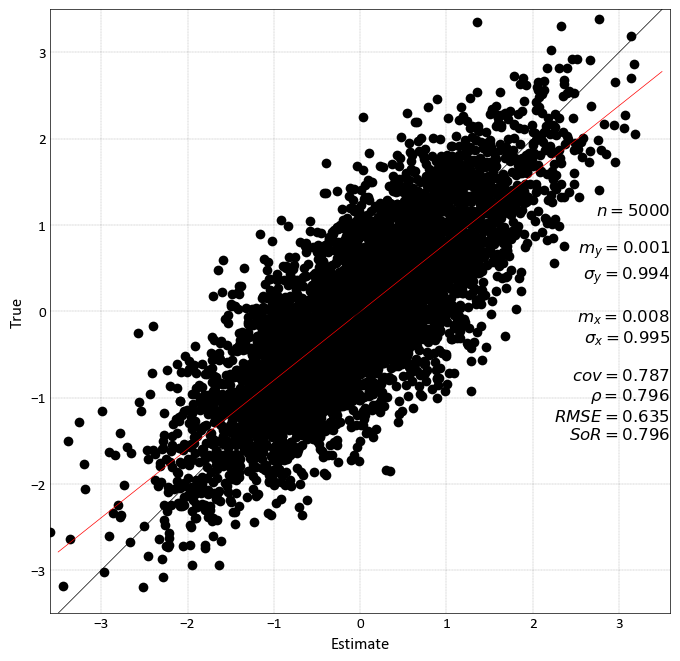 3
2
1
0
−1
−2
−3
True
n = 5000
m_y = 0.001
σ_y = 0.994
m_x = 0.008
σ_x = 0.995
cov = 0.787
ρ = 0.796
RMSE = 0.635
SoR = 0.796
−3 −2 −1 0 1 2 3
Estimate